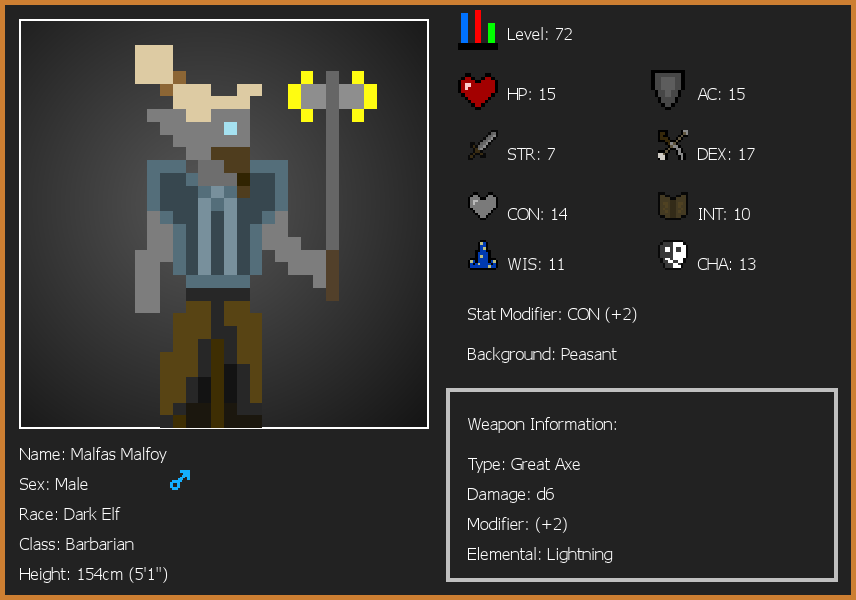 Level: 72
HP: 15
AC: 15
STR: 7
DEX: 17
CON: 14
INT: 10
WIS: 11
CHA: 13
Stat Modifier: CON (+2)
Background: Peasant
Weapon Information:
Type: Great Axe
Damage: d6
Modifier: (+2)
Elemental: Lightning
Name: Malfas Malfoy
Sex: Male
Race: Dark Elf
Class: Barbarian
Height: 154cm (5'1")